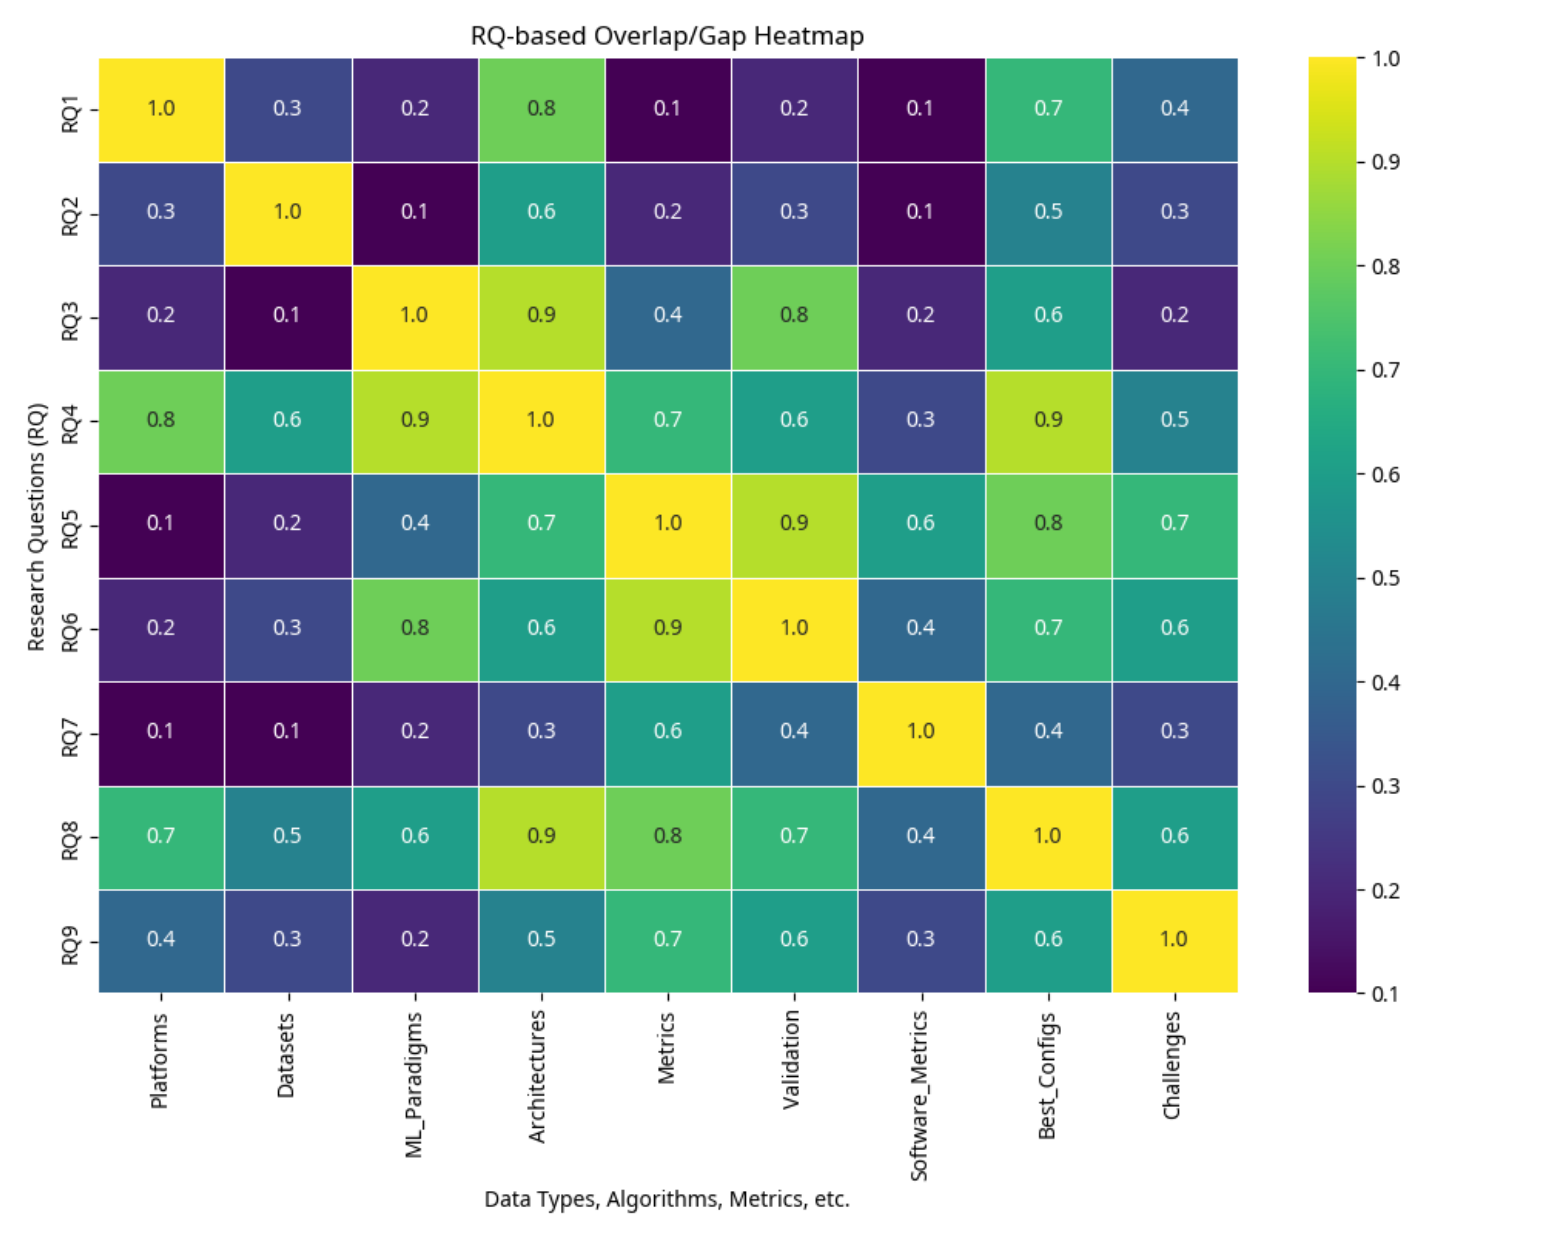 RQ-based Overlap/Gap Heatmap
Research Questions (RQ)
RQ1 1.0 0.3 0.2 0.8 0.1 0.2 0.1 0.7 0.4
RQ2 0.3 1.0 0.1 0.6 0.2 0.3 0.1 0.5 0.3
RQ3 0.2 0.1 1.0 0.9 0.4 0.8 0.2 0.6 0.2
RQ4 0.8 0.6 0.9 1.0 0.7 0.6 0.3 0.9 0.5
RQ5 0.1 0.2 0.4 0.7 1.0 0.9 0.6 0.8 0.7
RQ6 0.2 0.3 0.8 0.6 0.9 1.0 0.4 0.7 0.6
RQ7 0.1 0.1 0.2 0.3 0.6 0.4 1.0 0.4 0.3
RQ8 0.7 0.5 0.6 0.9 0.8 0.7 0.4 1.0 0.6
RQ9 0.4 0.3 0.2 0.5 0.7 0.6 0.3 0.6 1.0
Platforms
Datasets
ML_Paradigms
Architectures
Metrics
Validation
Software_Metrics
Best_Configs
Challenges
Data Types, Algorithms, Metrics, etc.
1.0
0.9
0.8
0.7
0.6
0.5
0.4
0.3
0.2
0.1